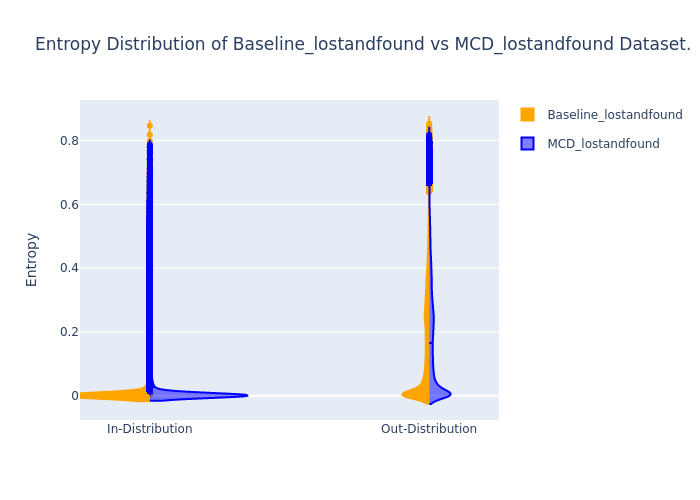 Entropy Distribution of Baseline_lostandfound vs MCD_lostandfound Dataset.
Baseline_lostandfound
MCD_lostandfound
Entropy
0.8
0.6
0.4
0.2
0
In-Distribution
Out-Distribution